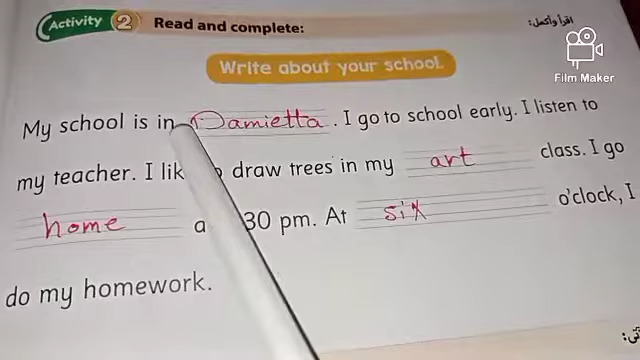 Activity 2 Read and complete: اقرأ وأكمل:
Film Maker
Write about your school.
My school is in Damietta. I go to school early. I listen to
my teacher. I draw trees in my art class. I go
home 30 pm. At six o'clock, I
do my homework.